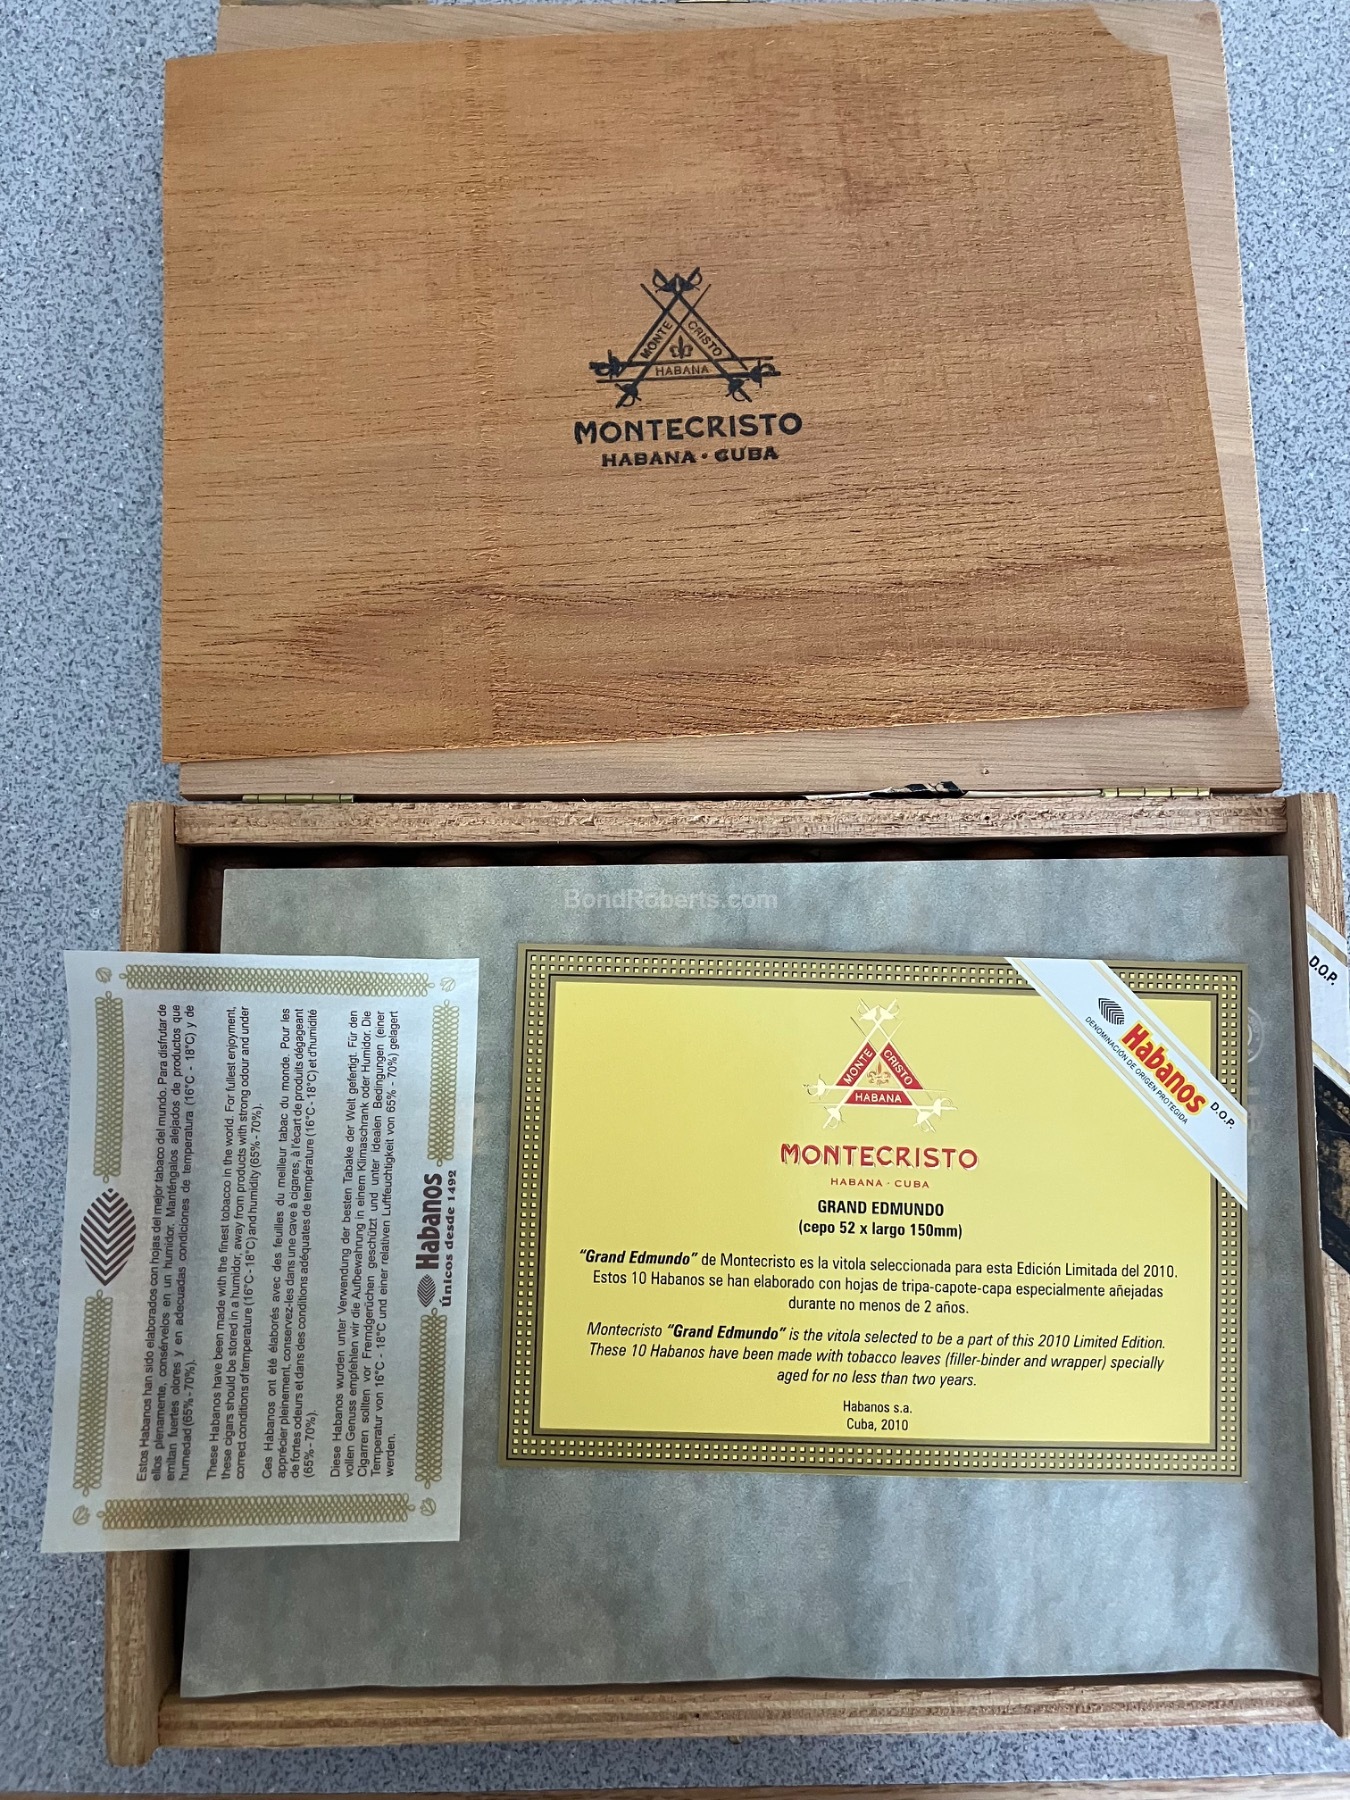 MONTE CRISTO
HABANA
MONTECRISTO
HABANA · CUBA
BondRoberts.com
D.O.P.
Estos Habanos han sido elaborados con hojas del mejor tabaco del mundo. Para disfrutar de
ellos plenamente, consérvelos en un humidor. Manténgalos alejados de productos que
emitan fuertes olores y en adecuadas condiciones de temperatura (16°C - 18°C) y de
humedad (65% - 70%).
These Habanos have been made with the finest tobacco in the world. For fullest enjoyment,
these cigars should be stored in a humidor, away from products with strong odour and under
correct conditions of temperature (16°C - 18°C) and humidity (65% - 70%).
Ces Habanos ont été élaborés avec des feuilles du meilleur tabac du monde. Pour les
apprécier pleinement, conservez-les dans une cave à cigares, à l'écart de produits dégageant
de fortes odeurs et dans des conditions adéquates de température (16°C - 18°C) et d'humidité
(65% - 70%).
Diese Habanos wurden unter Verwendung der besten Tabake der Welt gefertigt. Für den
vollen Genuss empfehlen wir die Aufbewahrung in einem Klimaschrank oder Humidor. Die
Cigarren sollten vor Fremdgerüchen geschützt und unter idealen Bedingungen (einer
Temperatur von 16°C - 18°C und einer relativen Luftfeuchtigkeit von 65% - 70%) gelagert
werden.
Habanos
Únicos desde 1492
Habanos
DENOMINACIÓN DE ORIGEN PROTEGIDA
D.O.P.
MONTE CRISTO
HABANA
MONTECRISTO
HABANA · CUBA
GRAND EDMUNDO
(cepo 52 x largo 150mm)
"Grand Edmundo" de Montecristo es la vitola seleccionada para esta Edición Limitada del 2010.
Estos 10 Habanos se han elaborado con hojas de tripa-capote-capa especialmente añejadas
durante no menos de 2 años.
Montecristo "Grand Edmundo" is the vitola selected to be a part of this 2010 Limited Edition.
These 10 Habanos have been made with tobacco leaves (filler-binder and wrapper) specially
aged for no less than two years.
Habanos s.a.
Cuba, 2010